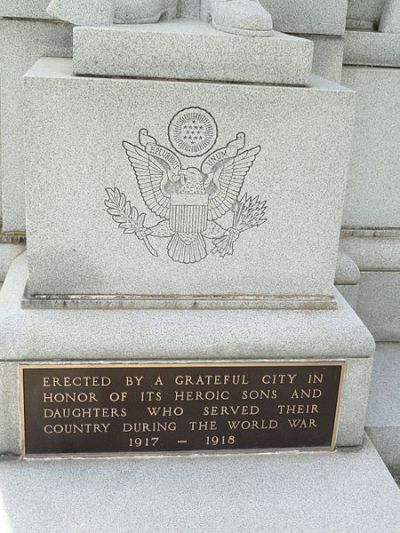 E PLURIBUS UNUM
ERECTED BY A GRATEFUL CITY IN
HONOR OF ITS HEROIC SONS AND
DAUGHTERS WHO SERVED THEIR
COUNTRY DURING THE WORLD WAR
1917 – 1918